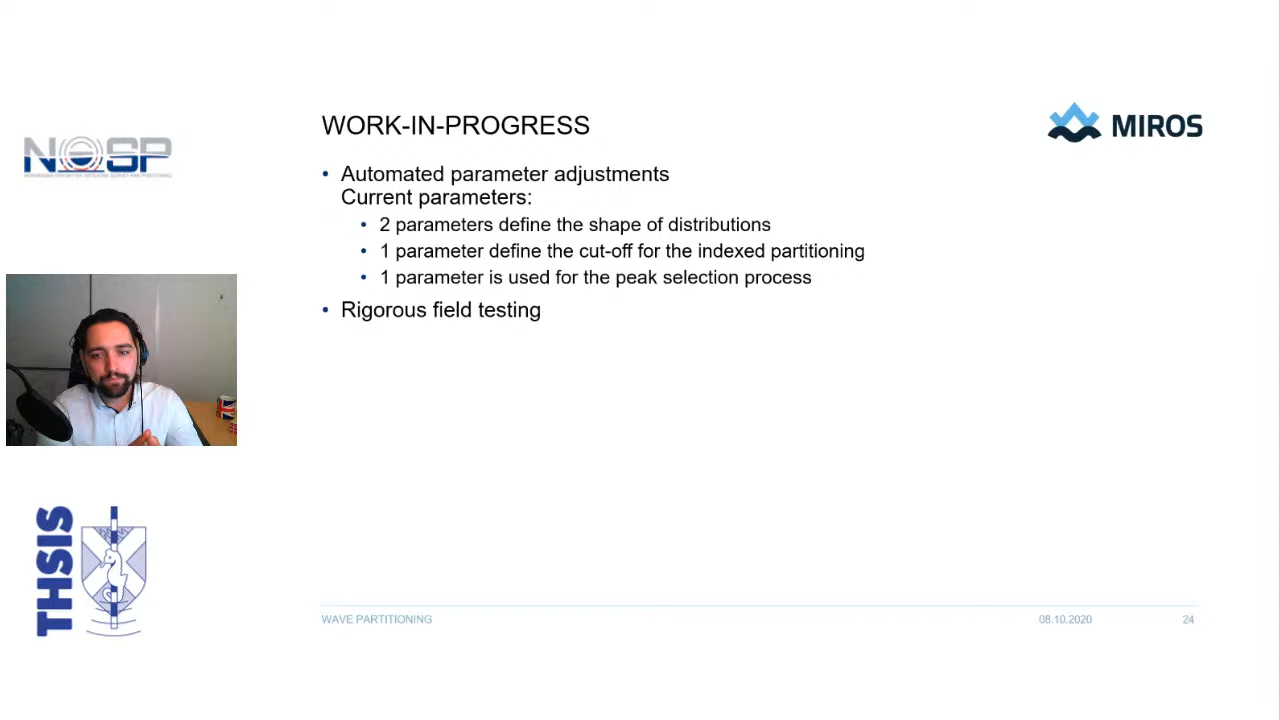 WORK-IN-PROGRESS
MIROS
NOSP
• Automated parameter adjustments
Current parameters:
• 2 parameters define the shape of distributions
• 1 parameter define the cut-off for the indexed partitioning
• 1 parameter is used for the peak selection process
• Rigorous field testing
THSIS
WAVE PARTITIONING
08.10.2020
24